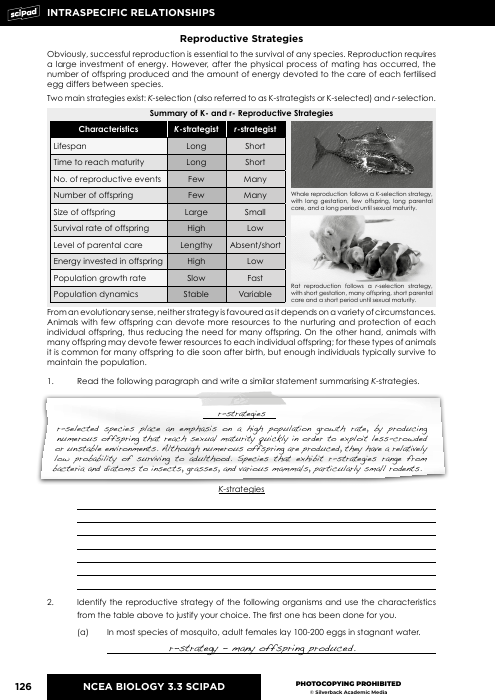 scipad INTRASPECIFIC RELATIONSHIPS
Reproductive Strategies
Obviously, successful reproduction is essential to the survival of any species. Reproduction requires
a large investment of energy. However, after the physical process of mating has occurred, the
number of offspring produced and the amount of energy devoted to the care of each fertilised
egg differs between species.
Two main strategies exist: K-selection (also referred to as K-strategists or K-selected) and r-selection.
Summary of K- and r- Reproductive Strategies
Characteristics K-strategist r-strategist
Lifespan Long Short
Time to reach maturity Long Short
No. of reproductive events Few Many
Number of offspring Few Many
Size of offspring Large Small
Survival rate of offspring High Low
Level of parental care Lengthy Absent/short
Energy invested in offspring High Low
Population growth rate Slow Fast
Population dynamics Stable Variable
Whale reproduction follows a K-selection strategy,
with long gestation, few offspring, long parental
care, and a long period until sexual maturity.
Rat reproduction follows a r-selection strategy,
with short gestation, many offspring, short parental
care and a short period until sexual maturity.
From an evolutionary sense, neither strategy is favoured as it depends on a variety of circumstances.
Animals with few offspring can devote more resources to the nurturing and protection of each
individual offspring, thus reducing the need for many offspring. On the other hand, animals with
many offspring may devote fewer resources to each individual offspring; for these types of animals
it is common for many offspring to die soon after birth, but enough individuals typically survive to
maintain the population.
1. Read the following paragraph and write a similar statement summarising K-strategies.
r-strategies
r-selected species place an emphasis on a high population growth rate, by producing
numerous offspring that reach sexual maturity quickly in order to exploit less-crowded
or unstable environments. Although numerous offspring are produced, they have a relatively
low probability of surviving to adulthood. Species that exhibit r-strategies range from
bacteria and diatoms to insects, grasses, and various mammals, particularly small rodents.
K-strategies
2. Identify the reproductive strategy of the following organisms and use the characteristics
from the table above to justify your choice. The first one has been done for you.
(a) In most species of mosquito, adult females lay 100-200 eggs in stagnant water.
r-strategy - many offspring produced.
126 NCEA BIOLOGY 3.3 SCIPAD PHOTOCOPYING PROHIBITED
© Silverback Academic Media